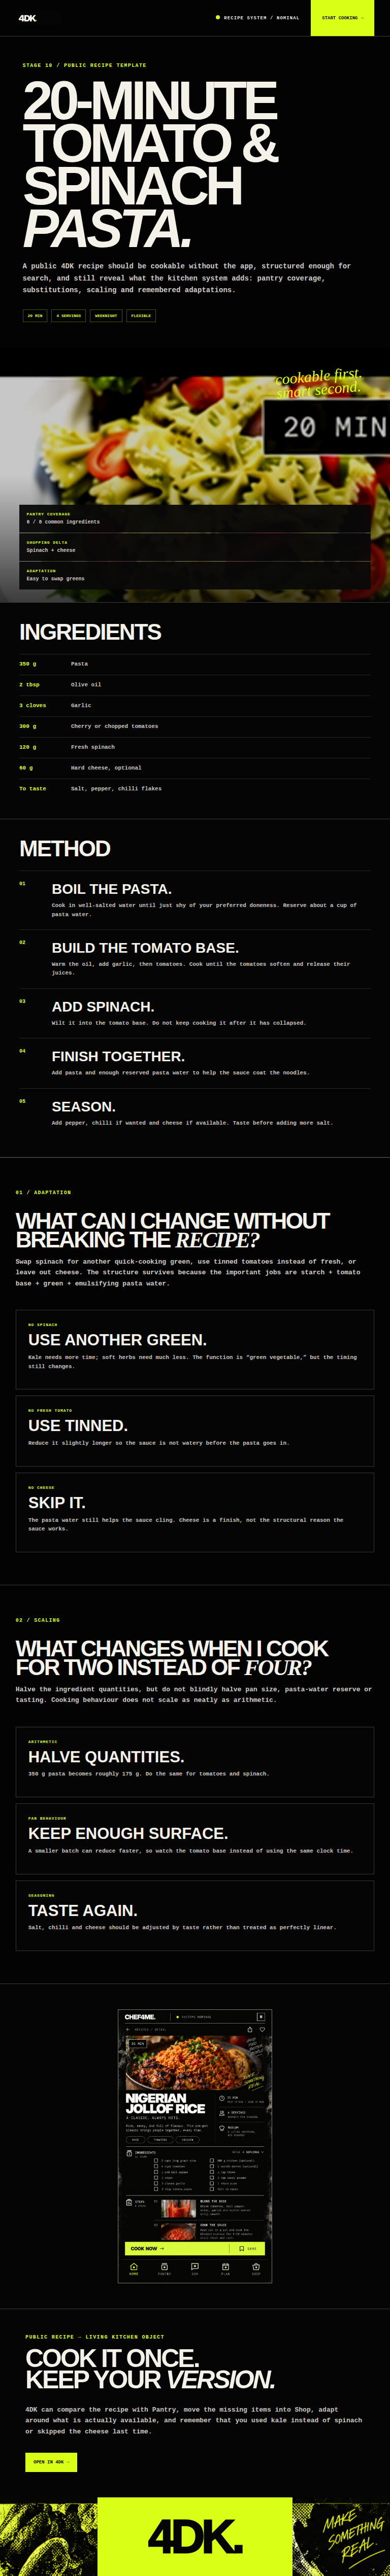 4DK.
RECIPE SYSTEM / NOMINAL
START COOKING →
STAGE 10 / PUBLIC RECIPE TEMPLATE
20-MINUTE
TOMATO &
SPINACH
PASTA.
A public 4DK recipe should be cookable without the app, structured enough for
search, and still reveal what the kitchen system adds: pantry coverage,
substitutions, scaling and remembered adaptations.
20 MIN
4 SERVINGS
WEEKNIGHT
FLEXIBLE
cookable first.
smart second.
20 MIN
PANTRY COVERAGE
6 / 8 common ingredients
SHOPPING DELTA
Spinach + cheese
ADAPTATION
Easy to swap greens
INGREDIENTS
350 g Pasta
2 tbsp Olive oil
3 cloves Garlic
300 g Cherry or chopped tomatoes
120 g Fresh spinach
60 g Hard cheese, optional
To taste Salt, pepper, chilli flakes
METHOD
01
BOIL THE PASTA.
Cook in well-salted water until just shy of your preferred doneness. Reserve about a cup of
pasta water.
02
BUILD THE TOMATO BASE.
Warm the oil, add garlic, then tomatoes. Cook until the tomatoes soften and release their
juices.
03
ADD SPINACH.
Wilt it into the tomato base. Do not keep cooking it after it has collapsed.
04
FINISH TOGETHER.
Add pasta and enough reserved pasta water to help the sauce coat the noodles.
05
SEASON.
Add pepper, chilli if wanted and cheese if available. Taste before adding more salt.
01 / ADAPTATION
WHAT CAN I CHANGE WITHOUT
BREAKING THE RECIPE?
Swap spinach for another quick-cooking green, use tinned tomatoes instead of fresh, or
leave out cheese. The structure survives because the important jobs are starch + tomato
base + green + emulsifying pasta water.
NO SPINACH
USE ANOTHER GREEN.
Kale needs more time; soft herbs need much less. The function is "green vegetable," but the timing
still changes.
NO FRESH TOMATO
USE TINNED.
Reduce it slightly longer so the sauce is not watery before the pasta goes in.
NO CHEESE
SKIP IT.
The pasta water still helps the sauce cling. Cheese is a finish, not the structural reason the
sauce works.
02 / SCALING
WHAT CHANGES WHEN I COOK
FOR TWO INSTEAD OF FOUR?
Halve the ingredient quantities, but do not blindly halve pan size, pasta-water reserve or
tasting. Cooking behaviour does not scale as neatly as arithmetic.
ARITHMETIC
HALVE QUANTITIES.
350 g pasta becomes roughly 175 g. Do the same for tomatoes and spinach.
PAN BEHAVIOUR
KEEP ENOUGH SURFACE.
A smaller batch can reduce faster, so watch the tomato base instead of using the same clock time.
SEASONING
TASTE AGAIN.
Salt, chilli and cheese should be adjusted by taste rather than treated as perfectly linear.
CHEF4ME.
NIGERIAN
JOLLOF RICE
A CLASSIC. ALWAYS HITS.
INGREDIENTS
STEPS
COOK NOW →
SAVE
HOME
PANTRY
PLAN
SHOP
PUBLIC RECIPE → LIVING KITCHEN OBJECT
COOK IT ONCE.
KEEP YOUR VERSION.
4DK can compare the recipe with Pantry, move the missing items into Shop, adapt
around what is actually available, and remember that you used kale instead of spinach
or skipped the cheese last time.
OPEN IN 4DK →
4DK.
MAKE
SOMETHING
REAL.